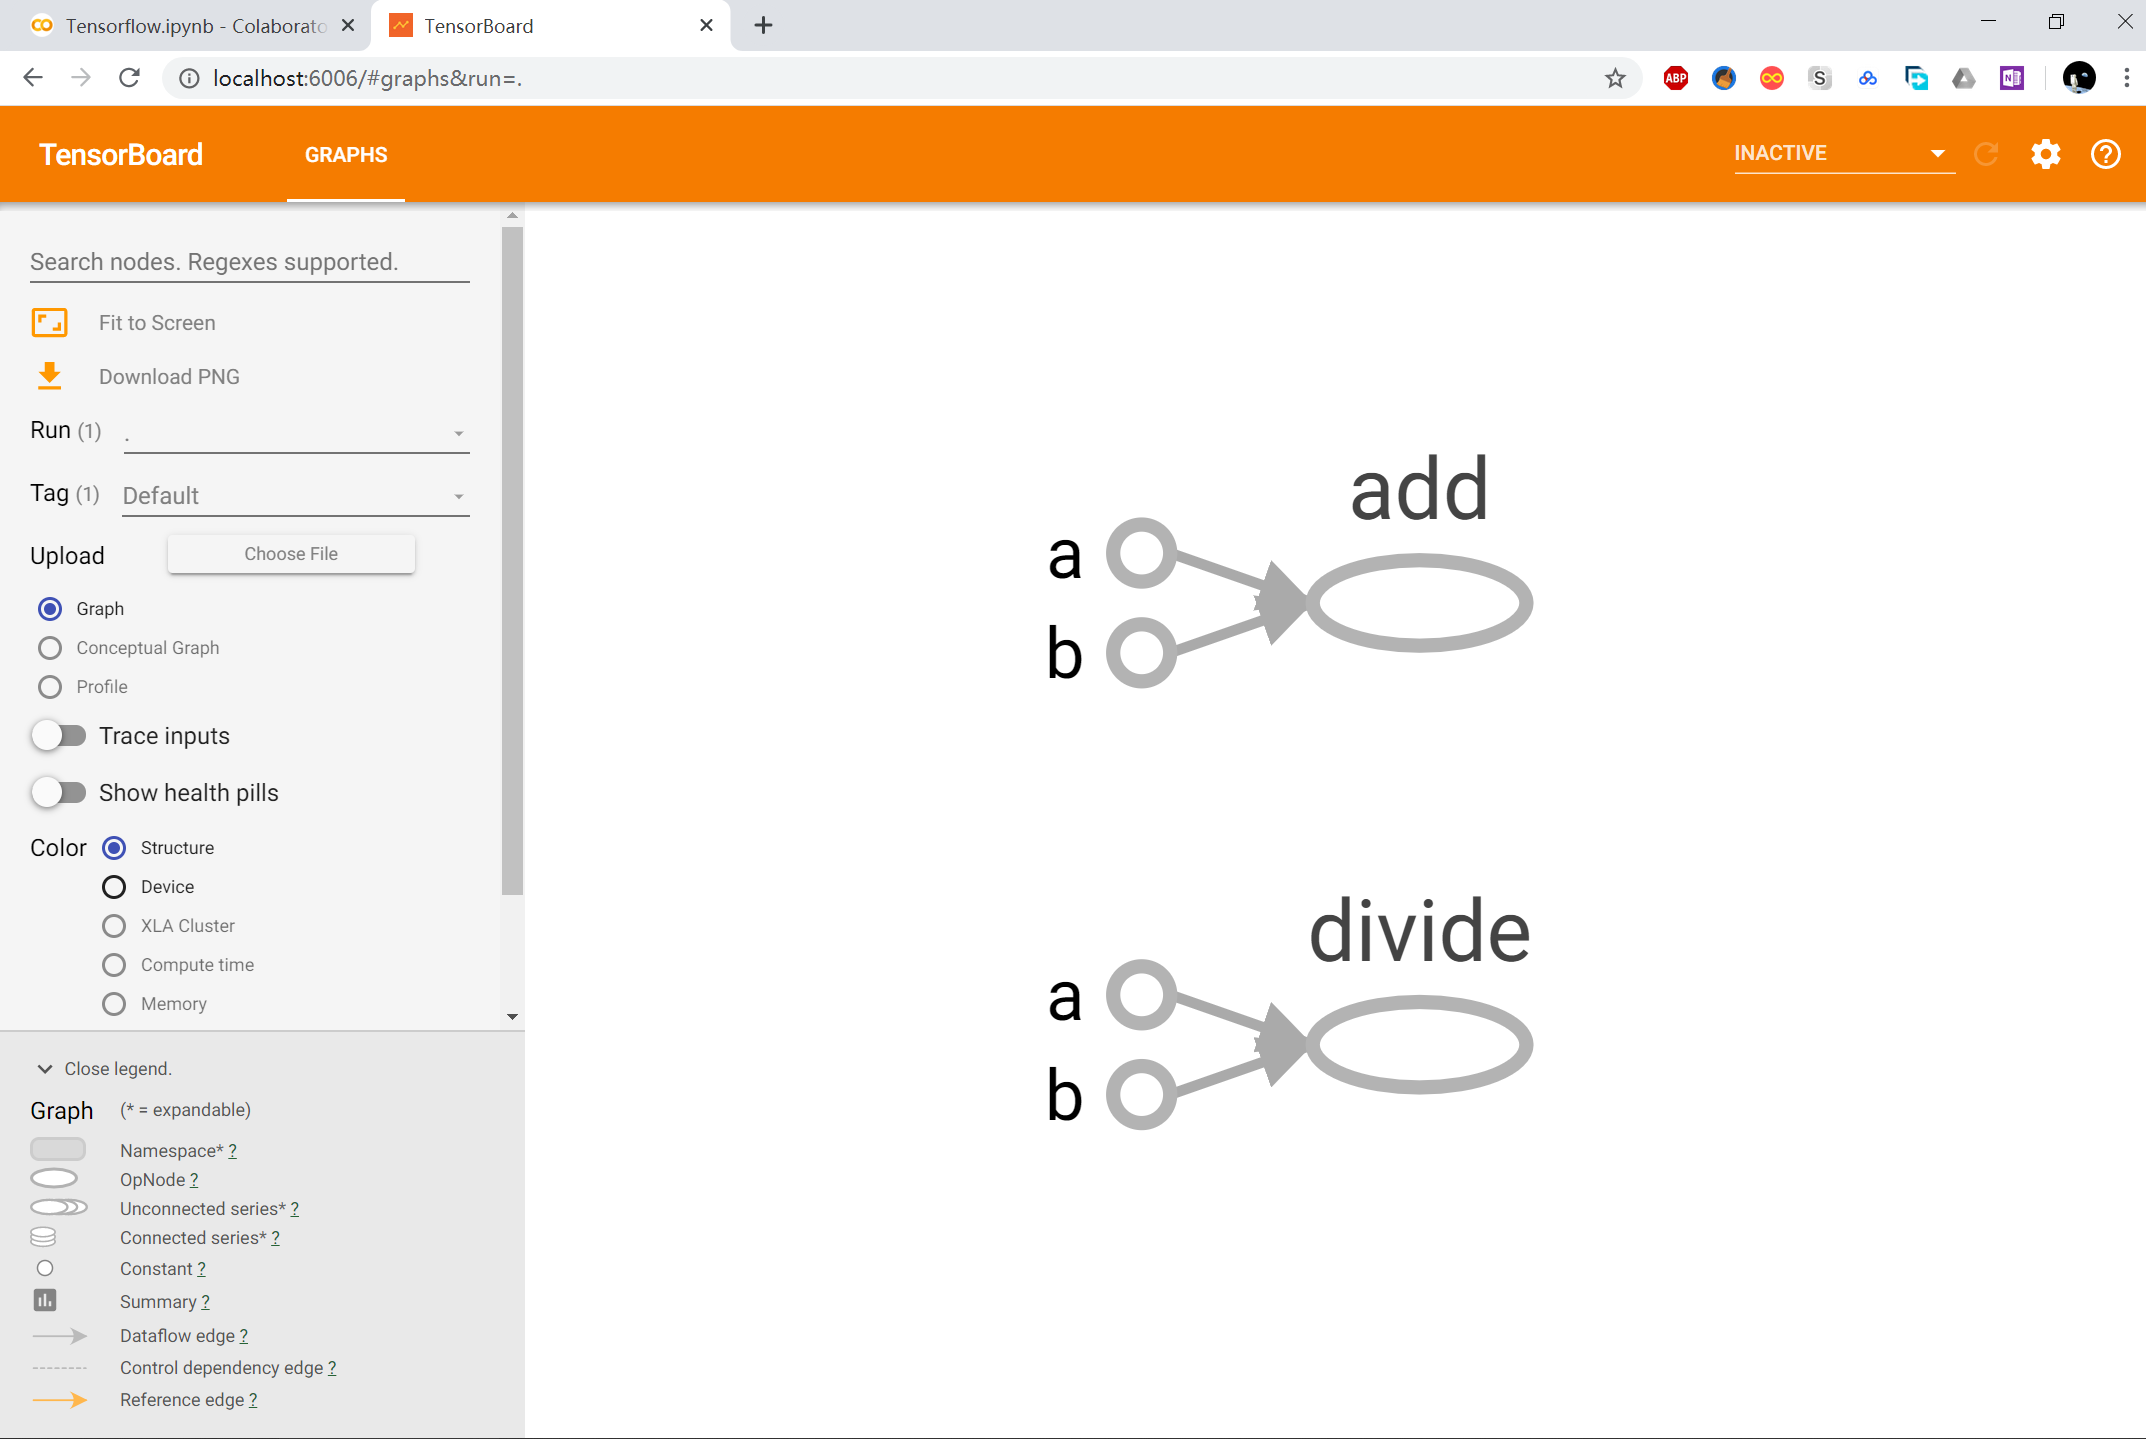 Tensorflow.ipynb - Colaborato
TensorBoard
localhost:6006/#graphs&run=.
ABP
S
N
TensorBoard
GRAPHS
INACTIVE
Search nodes. Regexes supported.
Fit to Screen
Download PNG
Run (1) .
Tag (1) Default
Upload Choose File
Graph
Conceptual Graph
Profile
Trace inputs
Show health pills
Color Structure
Device
XLA Cluster
Compute time
Memory
Close legend.
Graph (* = expandable)
Namespace* ?
OpNode ?
Unconnected series* ?
Connected series* ?
Constant ?
Summary ?
Dataflow edge ?
Control dependency edge ?
Reference edge ?
add
a
b
divide
a
b